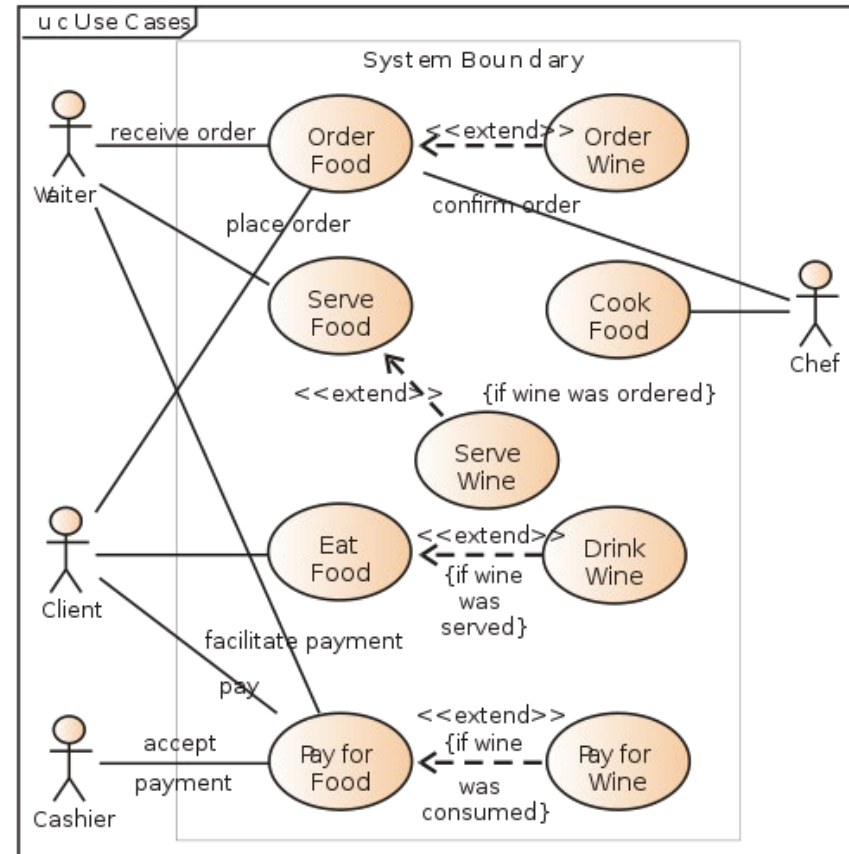 uc Use Cases
System Boundary
receive order
Order
Food
<<extend>>
Order
Wine
Waiter
confirm order
place order
Serve
Food
Cook
Food
Chef
<<extend>>
{if wine was ordered}
Serve
Wine
Eat
Food
<<extend>>
{if wine
was
served}
Drink
Wine
Client
facilitate payment
pay
accept
payment
Pay for
Food
<<extend>>
{if wine
was
consumed}
Pay for
Wine
Cashier